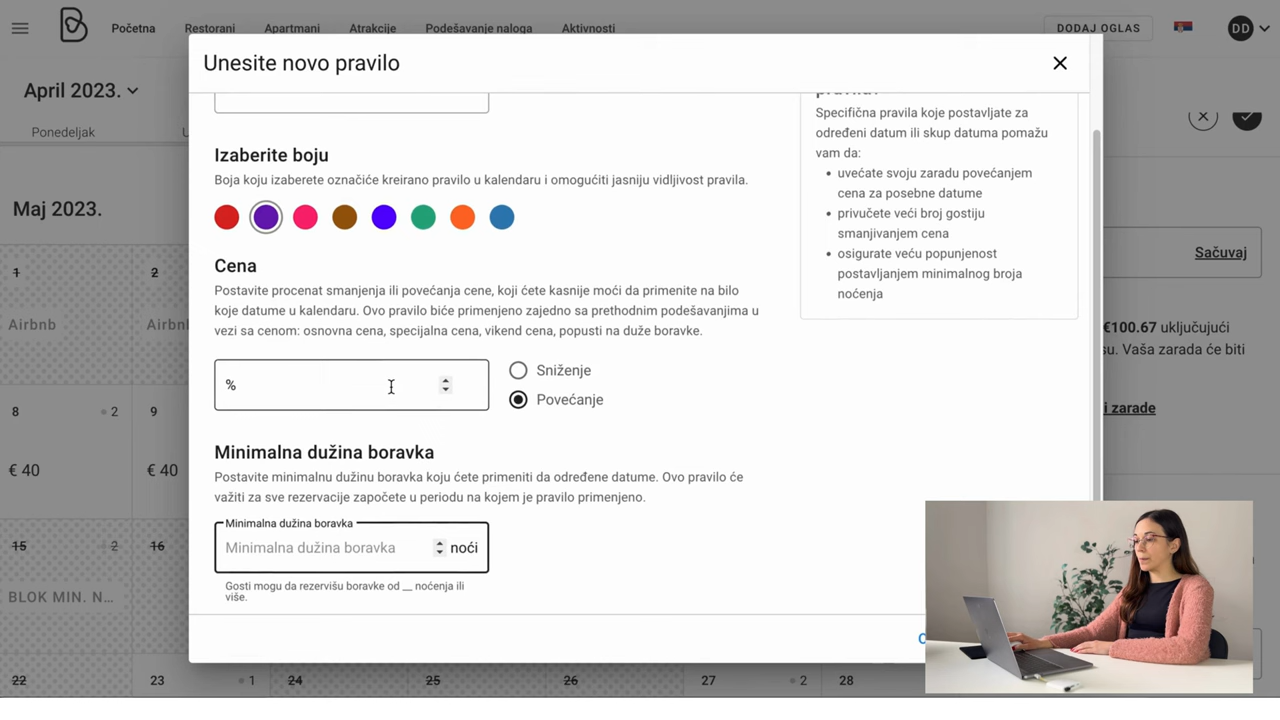 Početna Restorani Apartmani Atrakcije Podešavanje naloga Aktivnosti DODAJ OGLAS DD
April 2023.
Ponedeljak
Unesite novo pravilo
Izaberite boju
Boja koju izaberete označiće kreirano pravilo u kalendaru i omogućiti jasniju vidljivost pravila.
Cena
Postavite procenat smanjenja ili povećanja cene, koji ćete kasnije moći da primenite na bilo
koje datume u kalendaru. Ovo pravilo biće primenjeno zajedno sa prethodnim podešavanjima u
vezi sa cenom: osnovna cena, specijalna cena, vikend cena, popusti na duže boravke.
%
Sniženje
Povećanje
Minimalna dužina boravka
Postavite minimalnu dužinu boravka koju ćete primeniti da određene datume. Ovo pravilo će
važiti za sve rezervacije započete u periodu na kojem je pravilo primenjeno.
Minimalna dužina boravka
Minimalna dužina boravka noći
Gosti mogu da rezervišu boravke od __ noćenja ili
više.
pravila?
Specifična pravila koje postavljate za
određeni datum ili skup datuma pomažu
vam da:
• uvećate svoju zaradu povećanjem
cena za posebne datume
• privučete veći broj gostiju
smanjivanjem cena
• osigurate veću popunjenost
postavljanjem minimalnog broja
noćenja
Maj 2023.
1 2
Airbnb Airbn
8 2 9
€ 40 € 40
15 2 16
BLOK MIN. N...
22 23 1 24 25 26 27 2 28
Sačuvaj
€100.67 uključujući
su. Vaša zarada će biti
i zarade